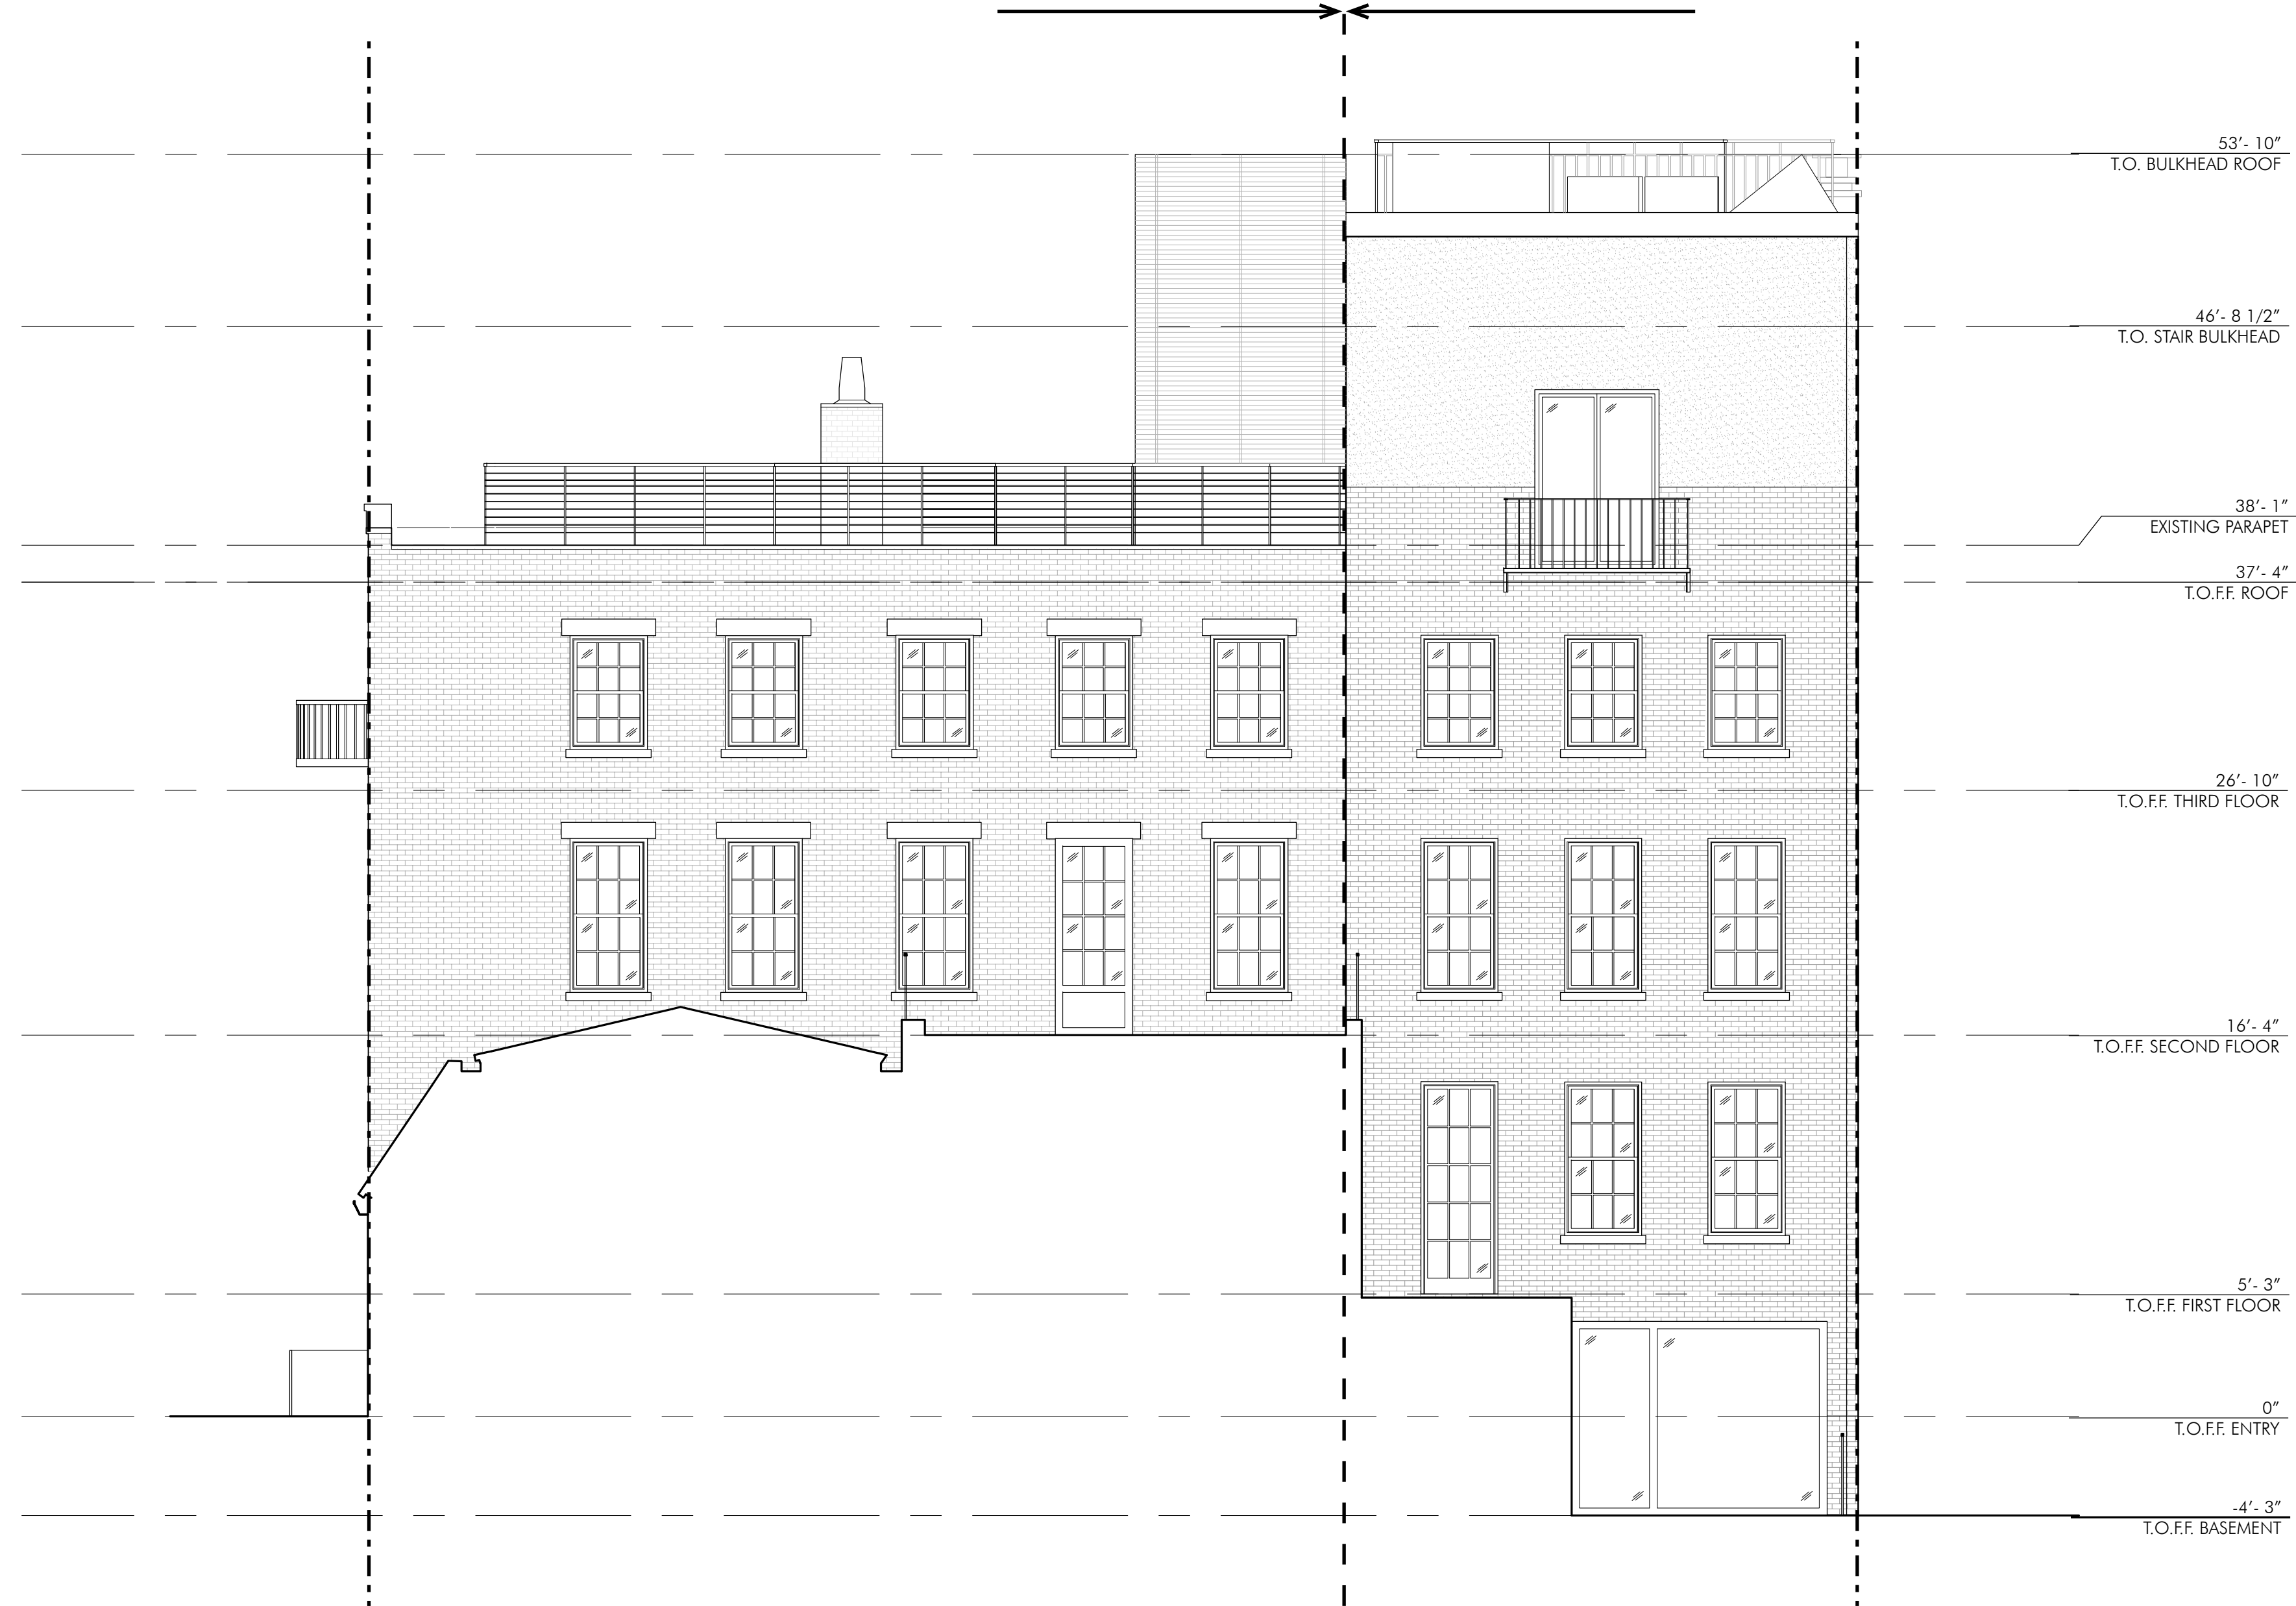 53'- 10"
T.O. BULKHEAD ROOF
46'- 8 1/2"
T.O. STAIR BULKHEAD
38'- 1"
EXISTING PARAPET
37'- 4"
T.O.F.F. ROOF
26'- 10"
T.O.F.F. THIRD FLOOR
16'- 4"
T.O.F.F. SECOND FLOOR
5'- 3"
T.O.F.F. FIRST FLOOR
0"
T.O.F.F. ENTRY
-4'- 3"
T.O.F.F. BASEMENT